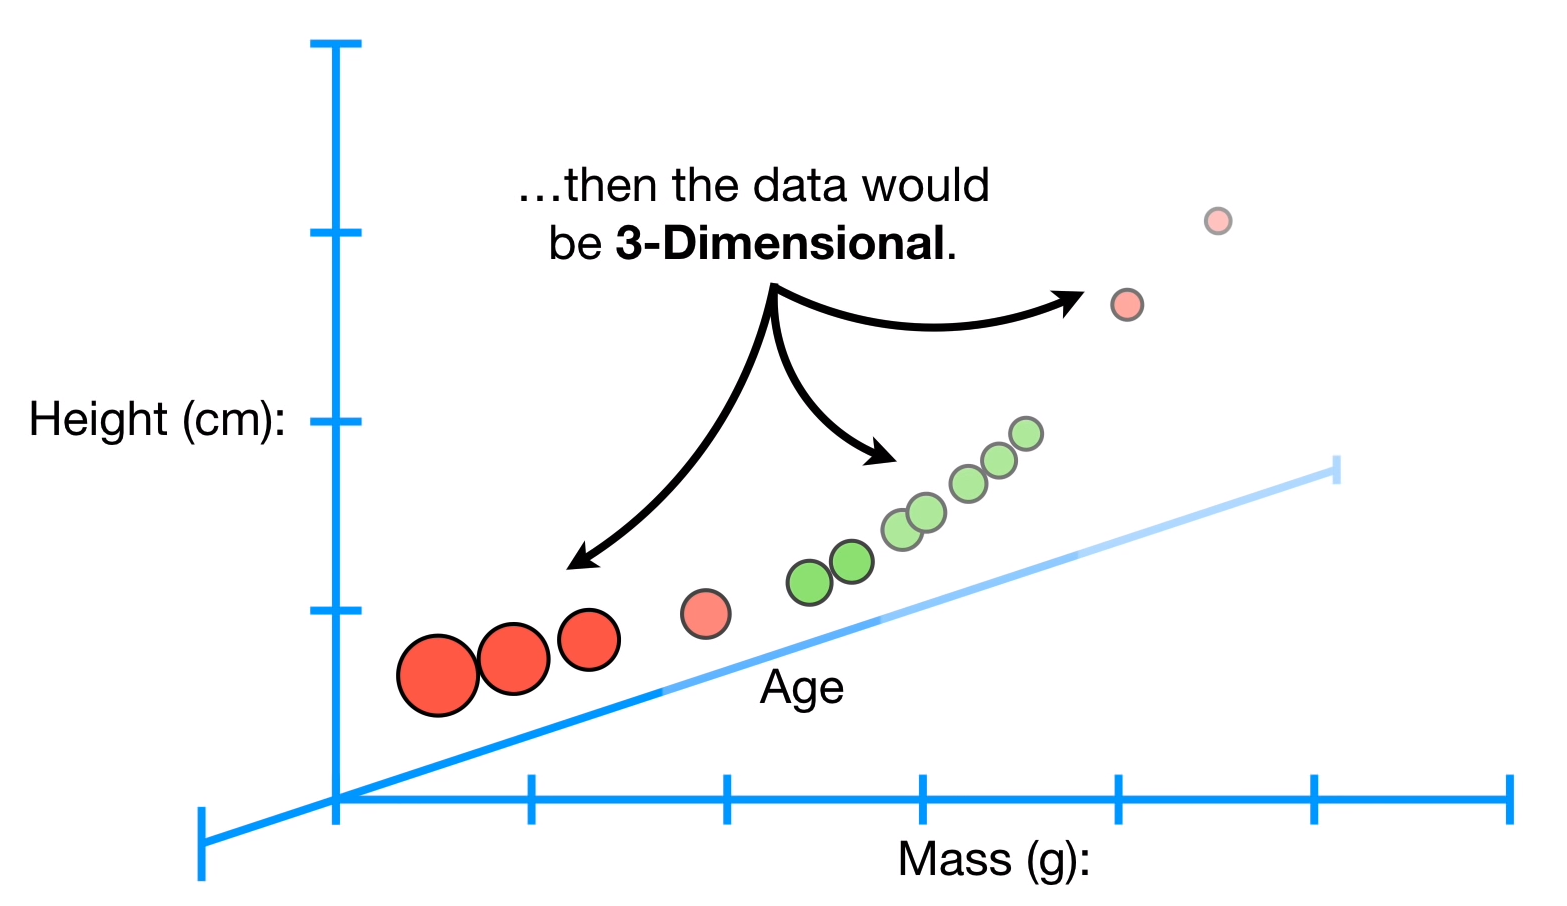 …then the data would
be 3-Dimensional.
Height (cm):
Age
Mass (g):